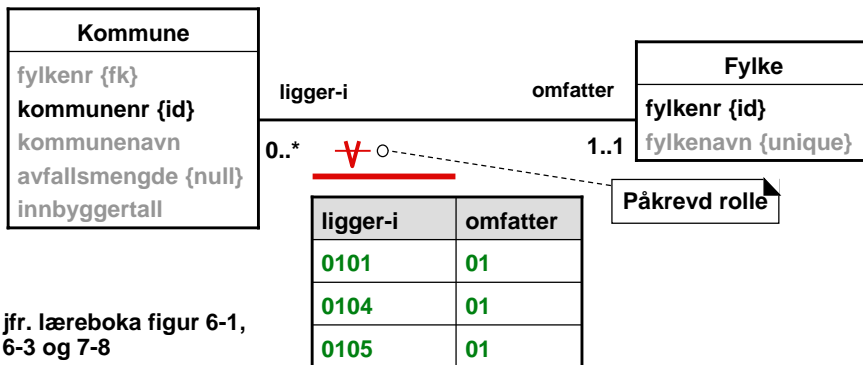 Kommune
fylkenr {fk}
kommunenr {id}
kommunenavn
avfallsmengde {null}
innbyggertall
ligger-i
omfatter
0..*
1..1
Fylke
fylkenr {id}
fylkenavn {unique}
Påkrevd rolle
ligger-i omfatter
0101 01
0104 01
0105 01
jfr. læreboka figur 6-1,
6-3 og 7-8